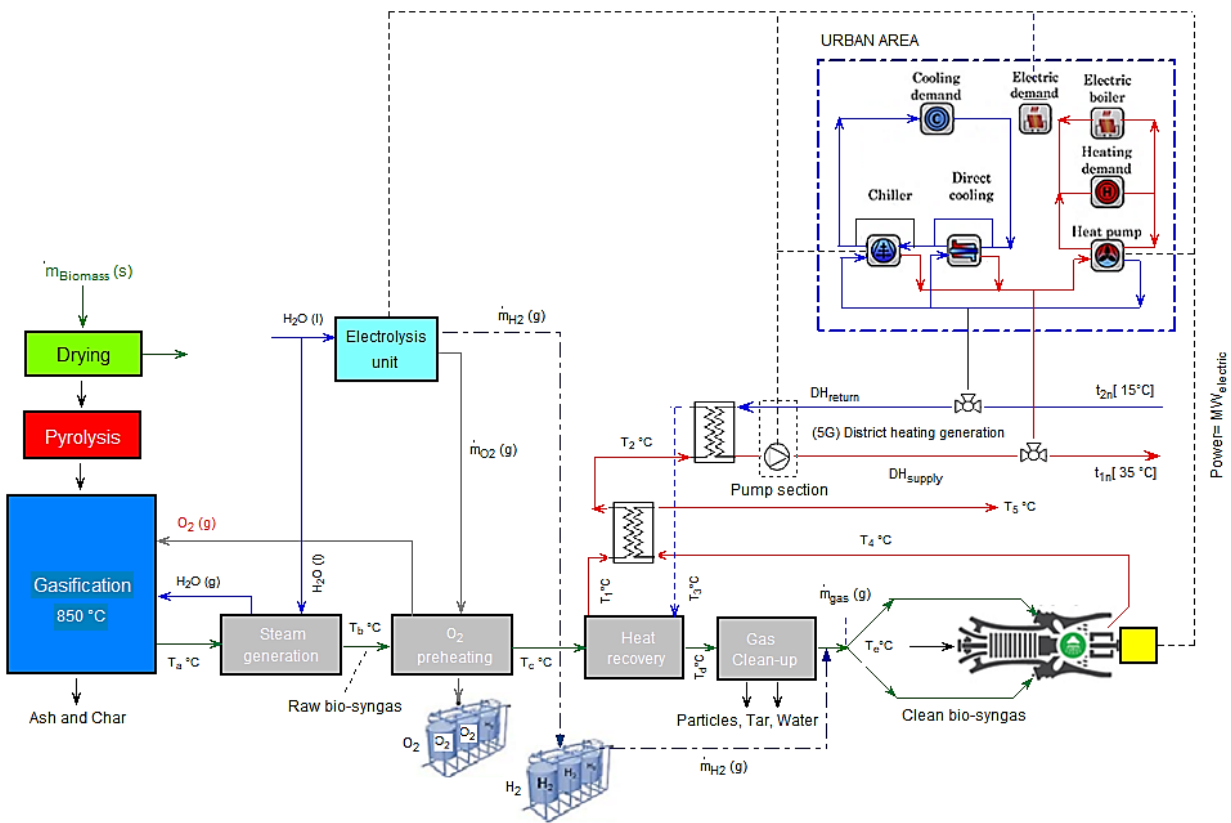 URBAN AREA
Cooling
demand
Electric
demand
Electric
boiler
C
Heating
demand
H
Chiller
Direct
cooling
Heat pump
ṁBiomass (s)
Drying
Pyrolysis
Gasification
850 °C
Ash and Char
H2O (l)
Electrolysis
unit
ṁH2 (g)
ṁO2 (g)
O2 (g)
H2O (g)
H2O (l)
Ta °C
Steam
generation
Tb °C
Raw bio-syngas
O2
preheating
Tc °C
O2
O2
O2
H2
H2
H2
ṁH2 (g)
Heat
recovery
Td°C
Gas
Clean-up
Particles, Tar, Water
ṁgas (g)
Te°C
Clean bio-syngas
T1°C
T2 °C
T3°C
T4 °C
T5 °C
DHreturn
t2n[ 15°C]
(5G) District heating generation
DHsupply
t1n[ 35 °C]
Pump section
Power= MWelectric